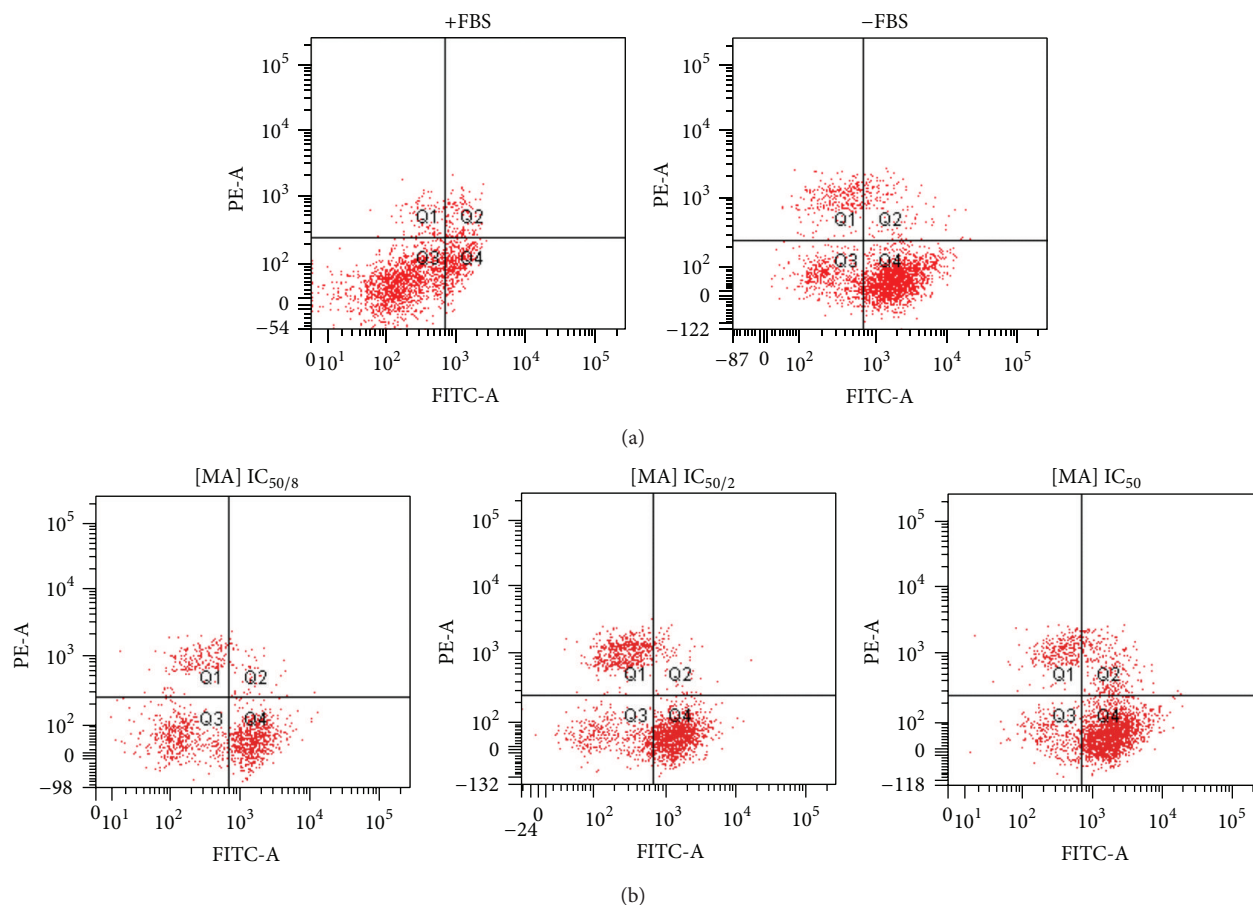 +FBS
−FBS
10^5
10^4
10^3
10^2
0
−54
PE-A
Q1
Q2
Q3
Q4
0
10^1
10^2
10^3
10^4
10^5
FITC-A
10^5
10^4
10^3
10^2
0
−122
PE-A
Q1
Q2
Q3
Q4
−87
0
10^2
10^3
10^4
10^5
FITC-A
(a)
[MA] IC50/8
[MA] IC50/2
[MA] IC50
10^5
10^4
10^3
10^2
0
−98
PE-A
Q1
Q2
Q3
Q4
0
10^1
10^2
10^3
10^4
10^5
FITC-A
10^5
10^4
10^3
10^2
0
−132
PE-A
Q1
Q2
Q3
Q4
−24
0
10^2
10^3
10^4
10^5
FITC-A
10^5
10^4
10^3
10^2
0
−118
PE-A
Q1
Q2
Q3
Q4
0
10^1
10^2
10^3
10^4
10^5
FITC-A
(b)